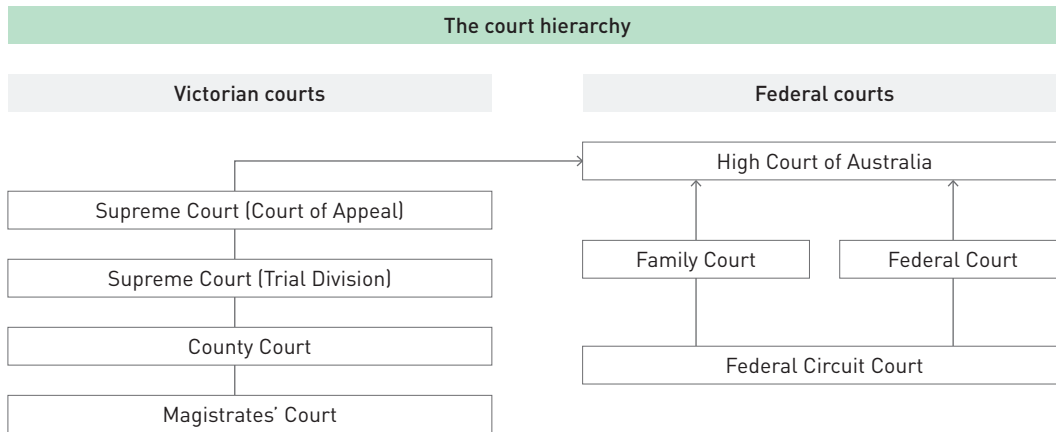 The court hierarchy
Victorian courts
Federal courts
High Court of Australia
Supreme Court (Court of Appeal)
Family Court
Federal Court
Supreme Court (Trial Division)
County Court
Federal Circuit Court
Magistrates’ Court